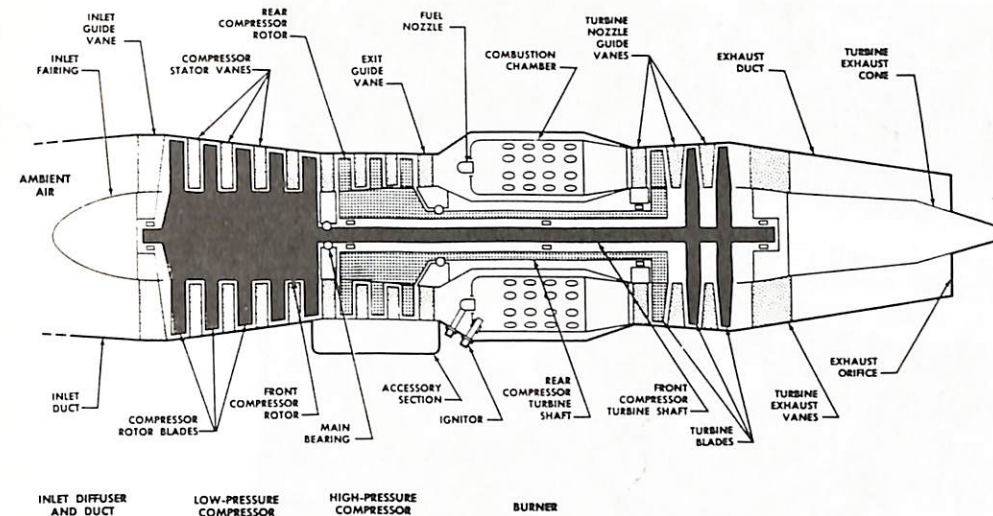 INLET
GUIDE
VANE
INLET
FAIRING
COMPRESSOR
STATOR VANES
REAR
COMPRESSOR
ROTOR
EXIT
GUIDE
VANE
FUEL
NOZZLE
COMBUSTION
CHAMBER
TURBINE
NOZZLE
GUIDE
VANES
EXHAUST
DUCT
TURBINE
EXHAUST
CONE
AMBIENT
AIR
INLET
DUCT
COMPRESSOR
ROTOR BLADES
FRONT
COMPRESSOR
ROTOR
MAIN
BEARING
ACCESSORY
SECTION
IGNITOR
REAR
COMPRESSOR
TURBINE
SHAFT
FRONT
COMPRESSOR
TURBINE SHAFT
TURBINE
BLADES
TURBINE
EXHAUST
VANES
EXHAUST
ORIFICE
INLET DIFFUSER
AND DUCT
LOW-PRESSURE
COMPRESSOR
HIGH-PRESSURE
COMPRESSOR
BURNER